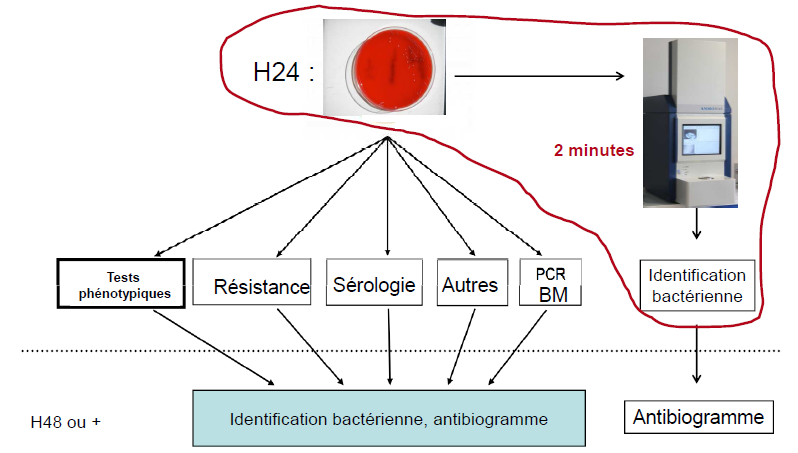 H24 :
2 minutes
Tests
phénotypiques
Résistance
Sérologie
Autres
PCR
BM
Identification
bactérienne
H48 ou +
Identification bactérienne, antibiogramme
Antibiogramme